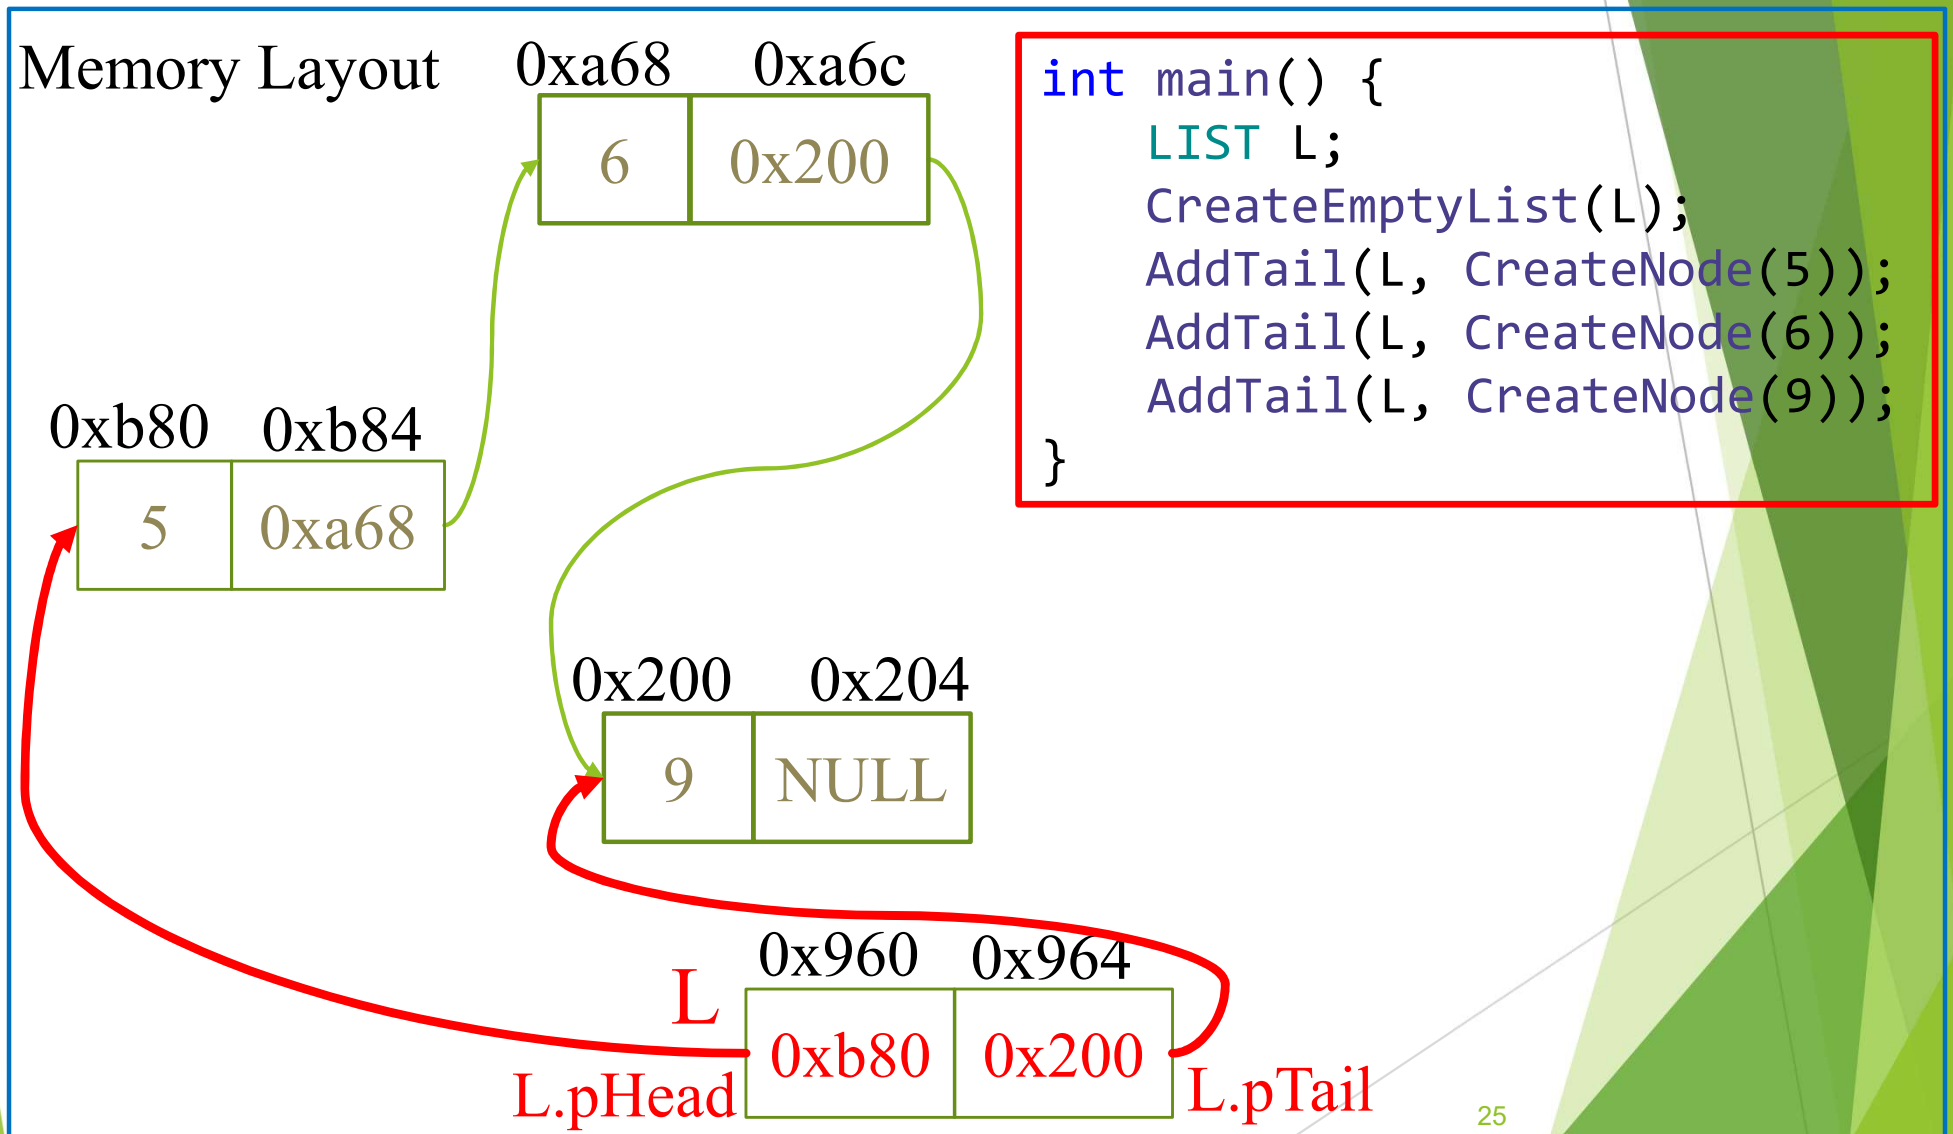 Memory Layout
0xa68 0xa6c
6 0x200
int main() {
LIST L;
CreateEmptyList(L);
AddTail(L, CreateNode(5));
AddTail(L, CreateNode(6));
AddTail(L, CreateNode(9));
}
0xb80 0xb84
5 0xa68
0x200 0x204
9 NULL
0x960 0x964
L
0xb80 0x200
L.pHead
L.pTail
25